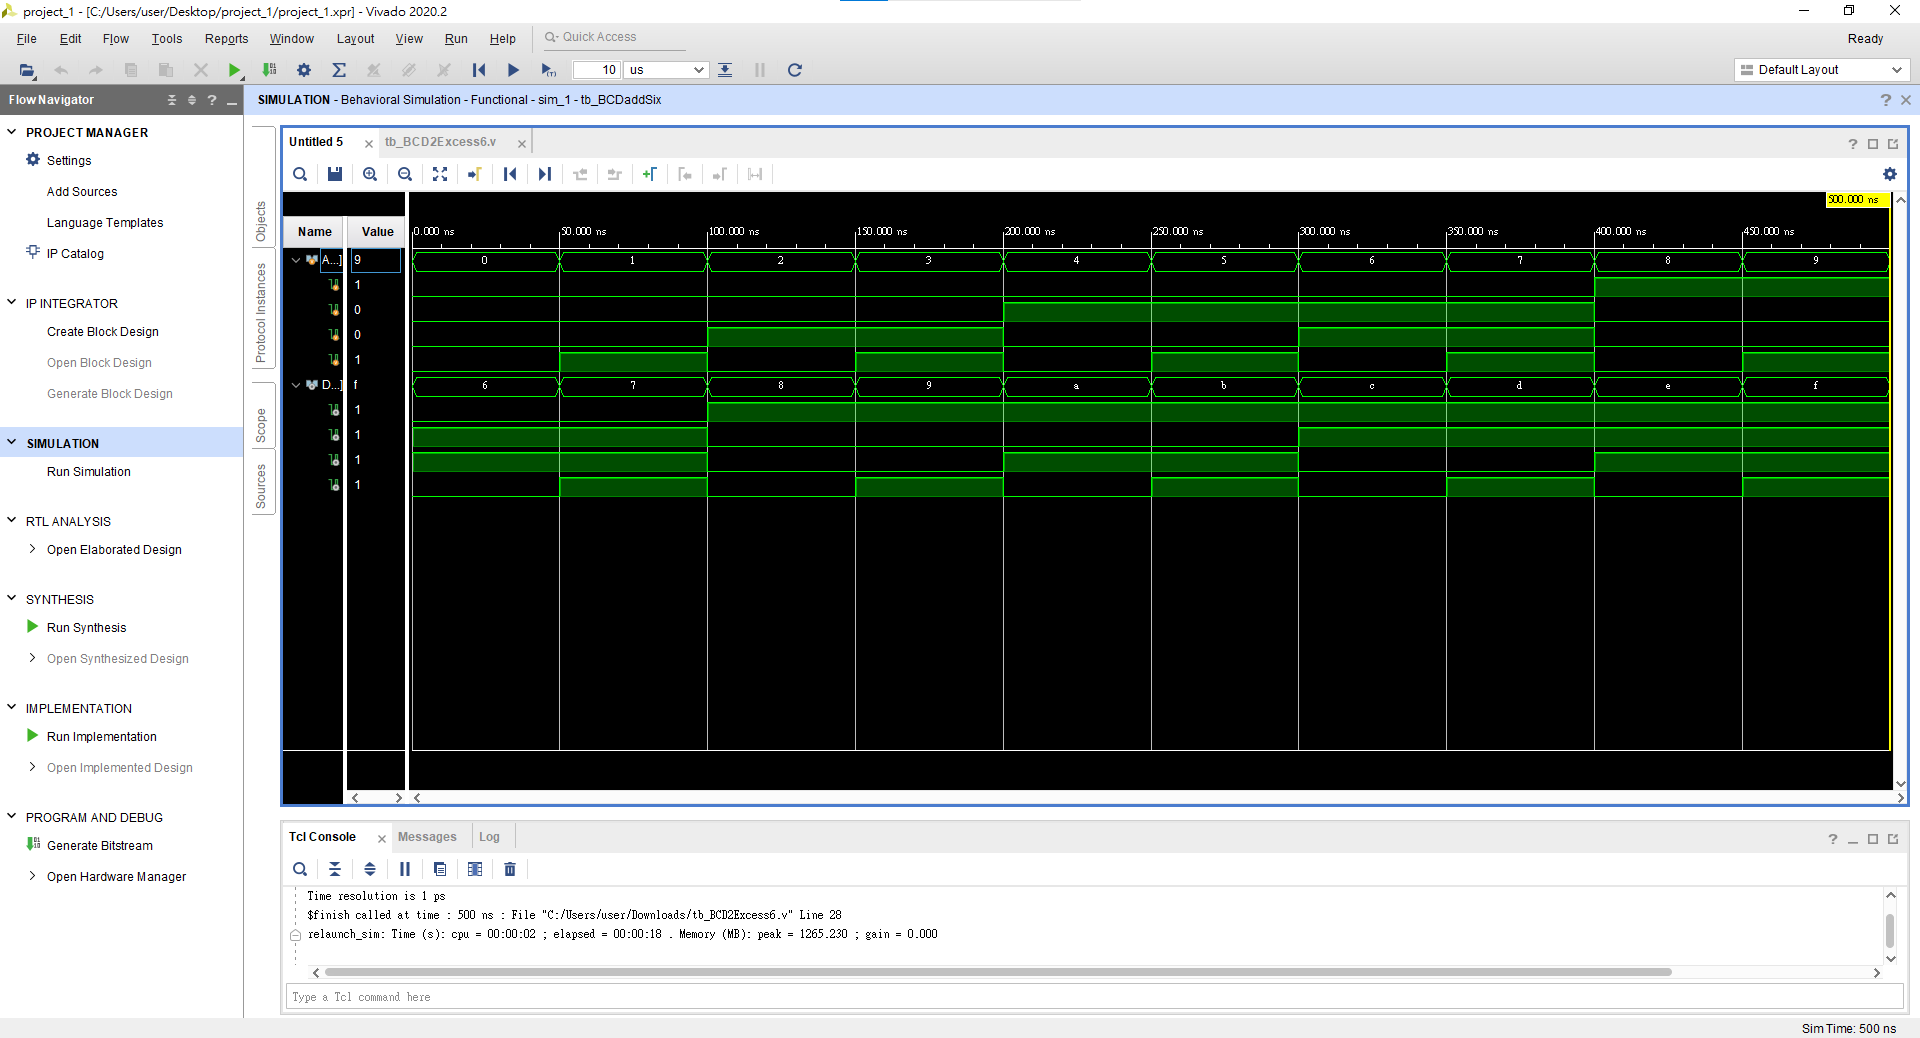 project_1 - [C:/Users/user/Desktop/project_1/project_1.xpr] - Vivado 2020.2
File Edit Flow Tools Reports Window Layout View Run Help Quick Access Ready
10 us Default Layout
Flow Navigator
SIMULATION - Behavioral Simulation - Functional - sim_1 - tb_BCDaddSix
PROJECT MANAGER
Settings
Add Sources
Language Templates
IP Catalog
IP INTEGRATOR
Create Block Design
Open Block Design
Generate Block Design
SIMULATION
Run Simulation
RTL ANALYSIS
Open Elaborated Design
SYNTHESIS
Run Synthesis
Open Synthesized Design
IMPLEMENTATION
Run Implementation
Open Implemented Design
PROGRAM AND DEBUG
Generate Bitstream
Open Hardware Manager
Objects
Protocol Instances
Scope
Sources
Untitled 5 tb_BCD2Excess6.v
500.000 ns
Name Value 0.000 ns 50.000 ns 100.000 ns 150.000 ns 200.000 ns 250.000 ns 300.000 ns 350.000 ns 400.000 ns 450.000 ns
A...] 9 0 1 2 3 4 5 6 7 8 9
1
0
0
1
D...] f 6 7 8 9 a b c d e f
1
1
1
1
Tcl Console Messages Log
Time resolution is 1 ps
$finish called at time : 500 ns : File "C:/Users/user/Downloads/tb_BCD2Excess6.v" Line 28
relaunch_sim: Time (s): cpu = 00:00:02 ; elapsed = 00:00:18 . Memory (MB): peak = 1265.230 ; gain = 0.000
Type a Tcl command here
Sim Time: 500 ns